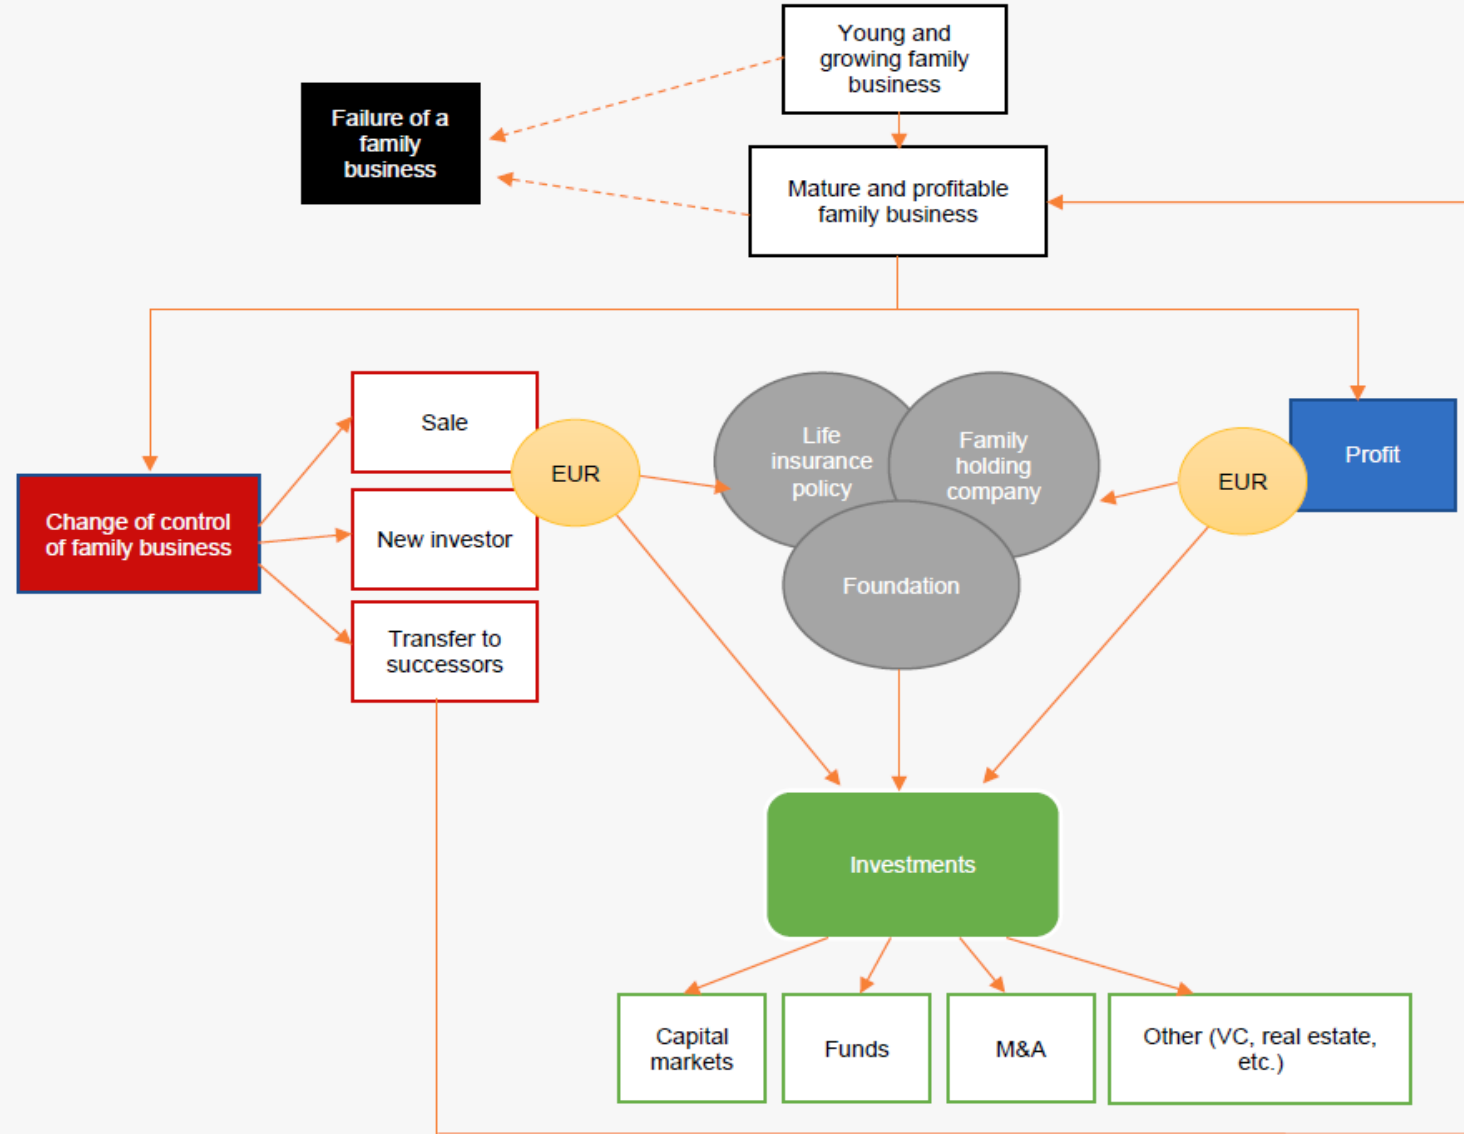 Young and
growing family
business
Failure of a
family
business
Mature and profitable
family business
Sale
EUR
New investor
Transfer to
successors
Change of control
of family business
Life
insurance
policy
Family
holding
company
Foundation
EUR
Profit
Investments
Capital
markets
Funds
M&A
Other (VC, real estate,
etc.)